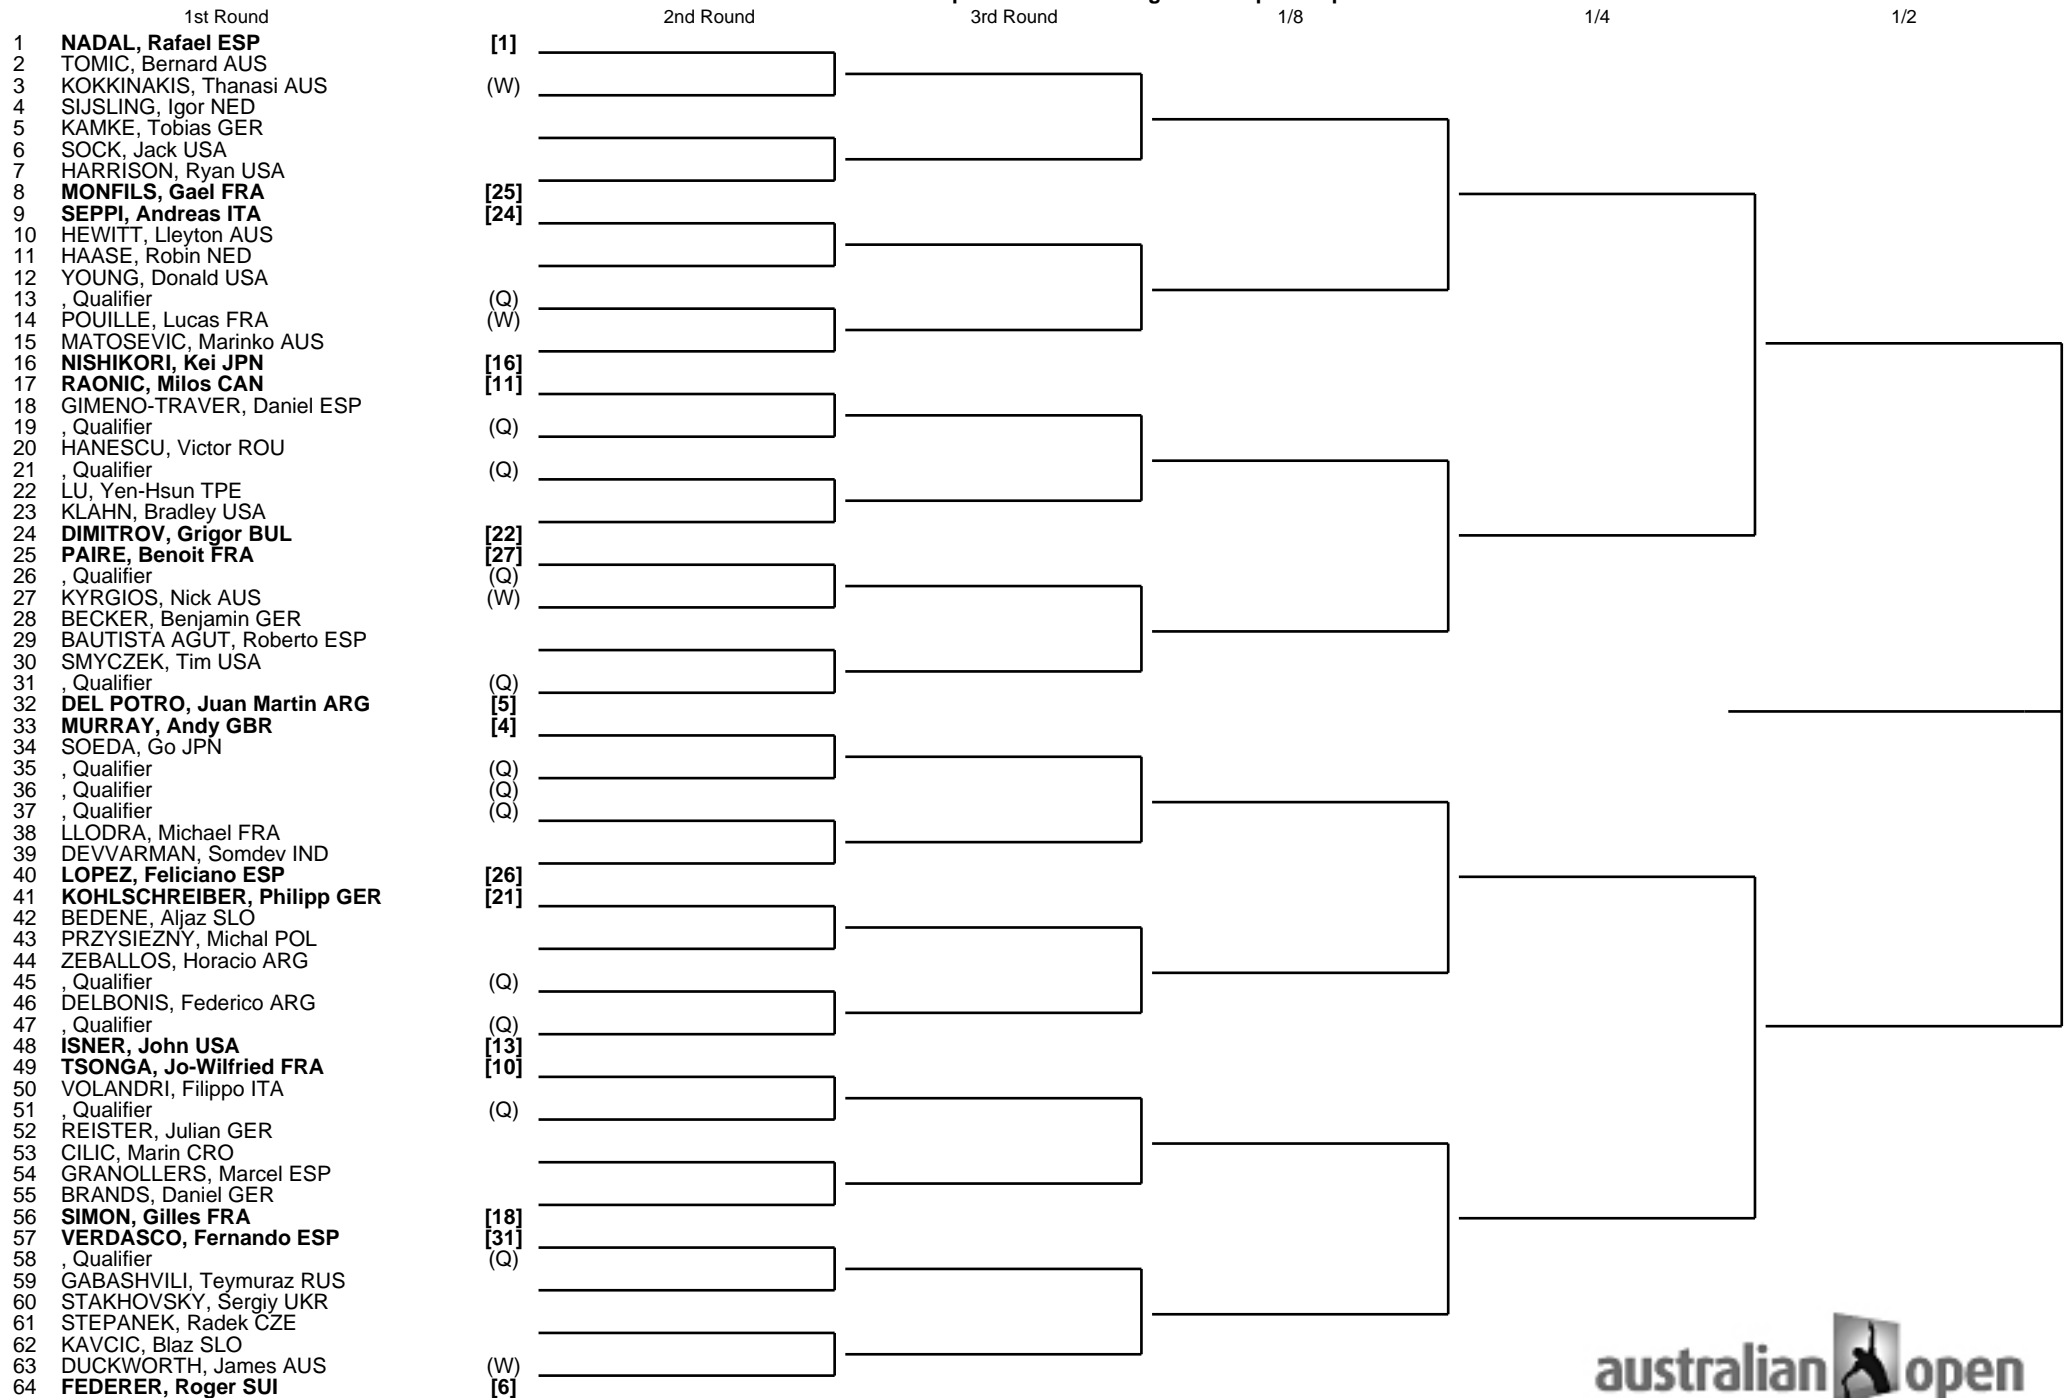 1st Round 2nd Round 3rd Round 1/8 1/4 1/2
1 NADAL, Rafael ESP [1]
2 TOMIC, Bernard AUS
3 KOKKINAKIS, Thanasi AUS (W)
4 SIJSLING, Igor NED
5 KAMKE, Tobias GER
6 SOCK, Jack USA
7 HARRISON, Ryan USA
8 MONFILS, Gael FRA [25]
9 SEPPI, Andreas ITA [24]
10 HEWITT, Lleyton AUS
11 HAASE, Robin NED
12 YOUNG, Donald USA
13 , Qualifier (Q)
14 POUILLE, Lucas FRA (W)
15 MATOSEVIC, Marinko AUS
16 NISHIKORI, Kei JPN [16]
17 RAONIC, Milos CAN [11]
18 GIMENO-TRAVER, Daniel ESP
19 , Qualifier (Q)
20 HANESCU, Victor ROU
21 , Qualifier (Q)
22 LU, Yen-Hsun TPE
23 KLAHN, Bradley USA
24 DIMITROV, Grigor BUL [22]
25 PAIRE, Benoit FRA [27]
26 , Qualifier (Q)
27 KYRGIOS, Nick AUS (W)
28 BECKER, Benjamin GER
29 BAUTISTA AGUT, Roberto ESP
30 SMYCZEK, Tim USA
31 , Qualifier (Q)
32 DEL POTRO, Juan Martin ARG [5]
33 MURRAY, Andy GBR [4]
34 SOEDA, Go JPN
35 , Qualifier (Q)
36 , Qualifier (Q)
37 , Qualifier (Q)
38 LLODRA, Michael FRA
39 DEVVARMAN, Somdev IND
40 LOPEZ, Feliciano ESP [26]
41 KOHLSCHREIBER, Philipp GER [21]
42 BEDENE, Aljaz SLO
43 PRZYSIEZNY, Michal POL
44 ZEBALLOS, Horacio ARG
45 , Qualifier (Q)
46 DELBONIS, Federico ARG
47 , Qualifier (Q)
48 ISNER, John USA [13]
49 TSONGA, Jo-Wilfried FRA [10]
50 VOLANDRI, Filippo ITA
51 , Qualifier (Q)
52 REISTER, Julian GER
53 CILIC, Marin CRO
54 GRANOLLERS, Marcel ESP
55 BRANDS, Daniel GER
56 SIMON, Gilles FRA [18]
57 VERDASCO, Fernando ESP [31]
58 , Qualifier (Q)
59 GABASHVILI, Teymuraz RUS
60 STAKHOVSKY, Sergiy UKR
61 STEPANEK, Radek CZE
62 KAVCIC, Blaz SLO
63 DUCKWORTH, James AUS (W)
64 FEDERER, Roger SUI [6]
australian open